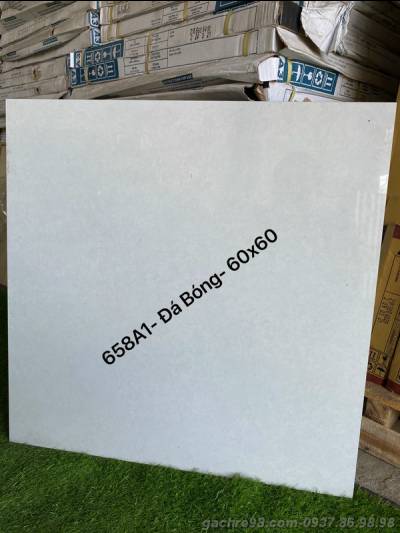 658A1- Đá Bóng- 60x60
gachre98.com-0937.86.98.98